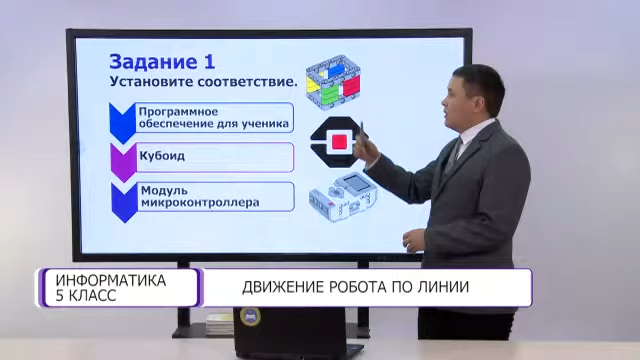 Задание 1
Установите соответствие.
Программное
обеспечение для ученика
Кубоид
Модуль
микроконтроллера
ИНФОРМАТИКА
5 КЛАСС
ДВИЖЕНИЕ РОБОТА ПО ЛИНИИ